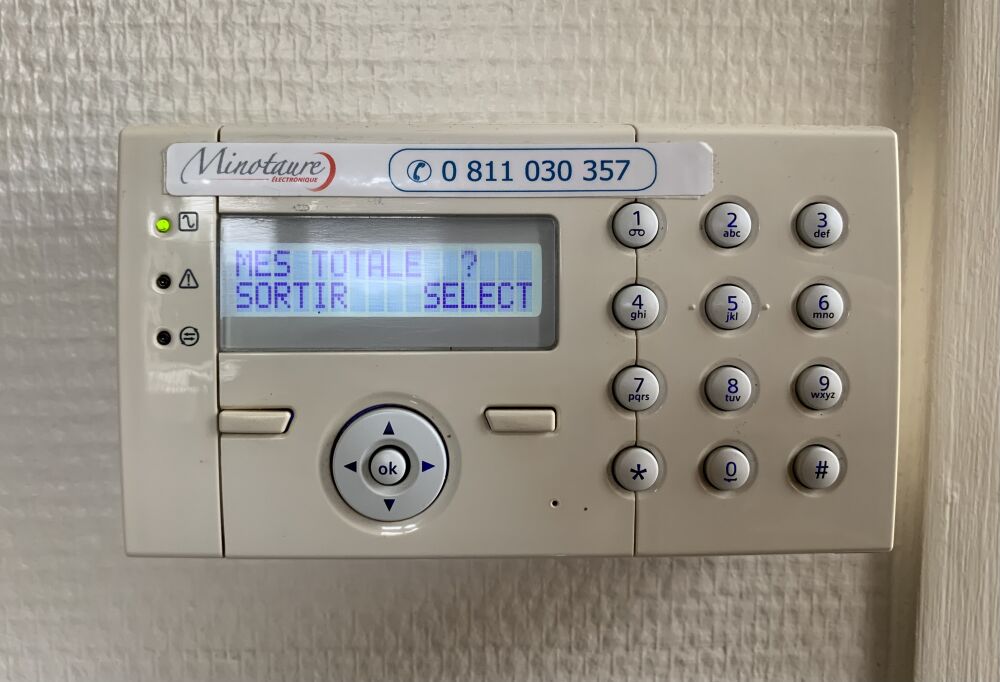 Minotaure
ÉLECTRONIQUE
0 811 030 357
MES TOTALE ?
SORTIR SELECT
1
2 abc
3 def
4 ghi
5 jkl
6 mno
7 pqrs
8 tuv
9 wxyz
ok
*
0
#